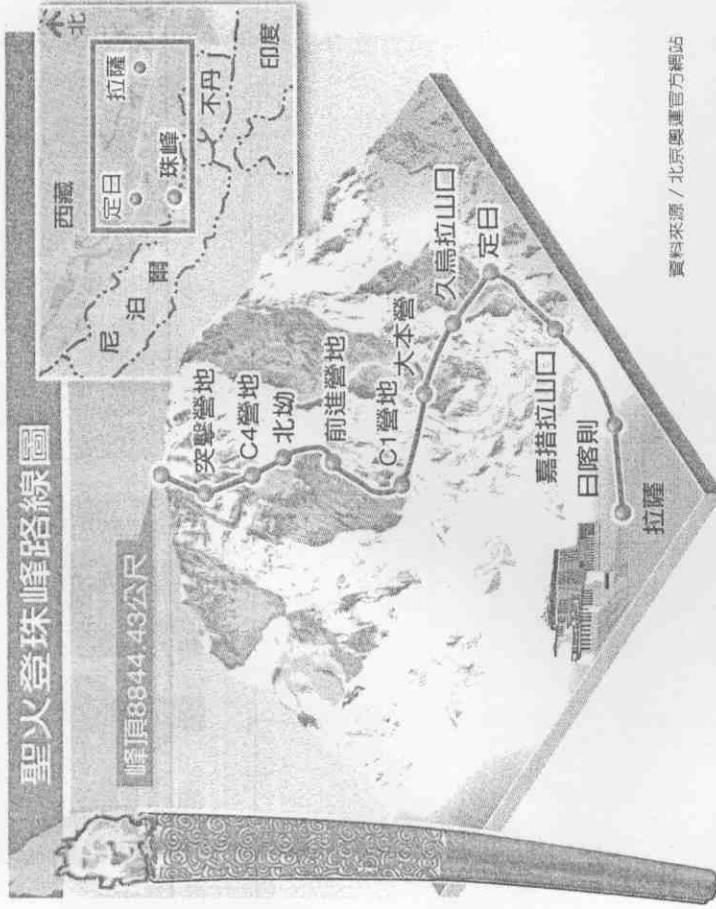 聖火登珠峰路線圖
峰頂8844.43公尺
突擊營地
C4營地
北坳
前進營地
C1營地
大本營
久烏拉山口
定日
嘉措拉山口
日喀則
拉薩
北
西藏
定日
拉薩
珠峰
尼泊爾
不丹
印度
資料來源/北京奧運官方網站